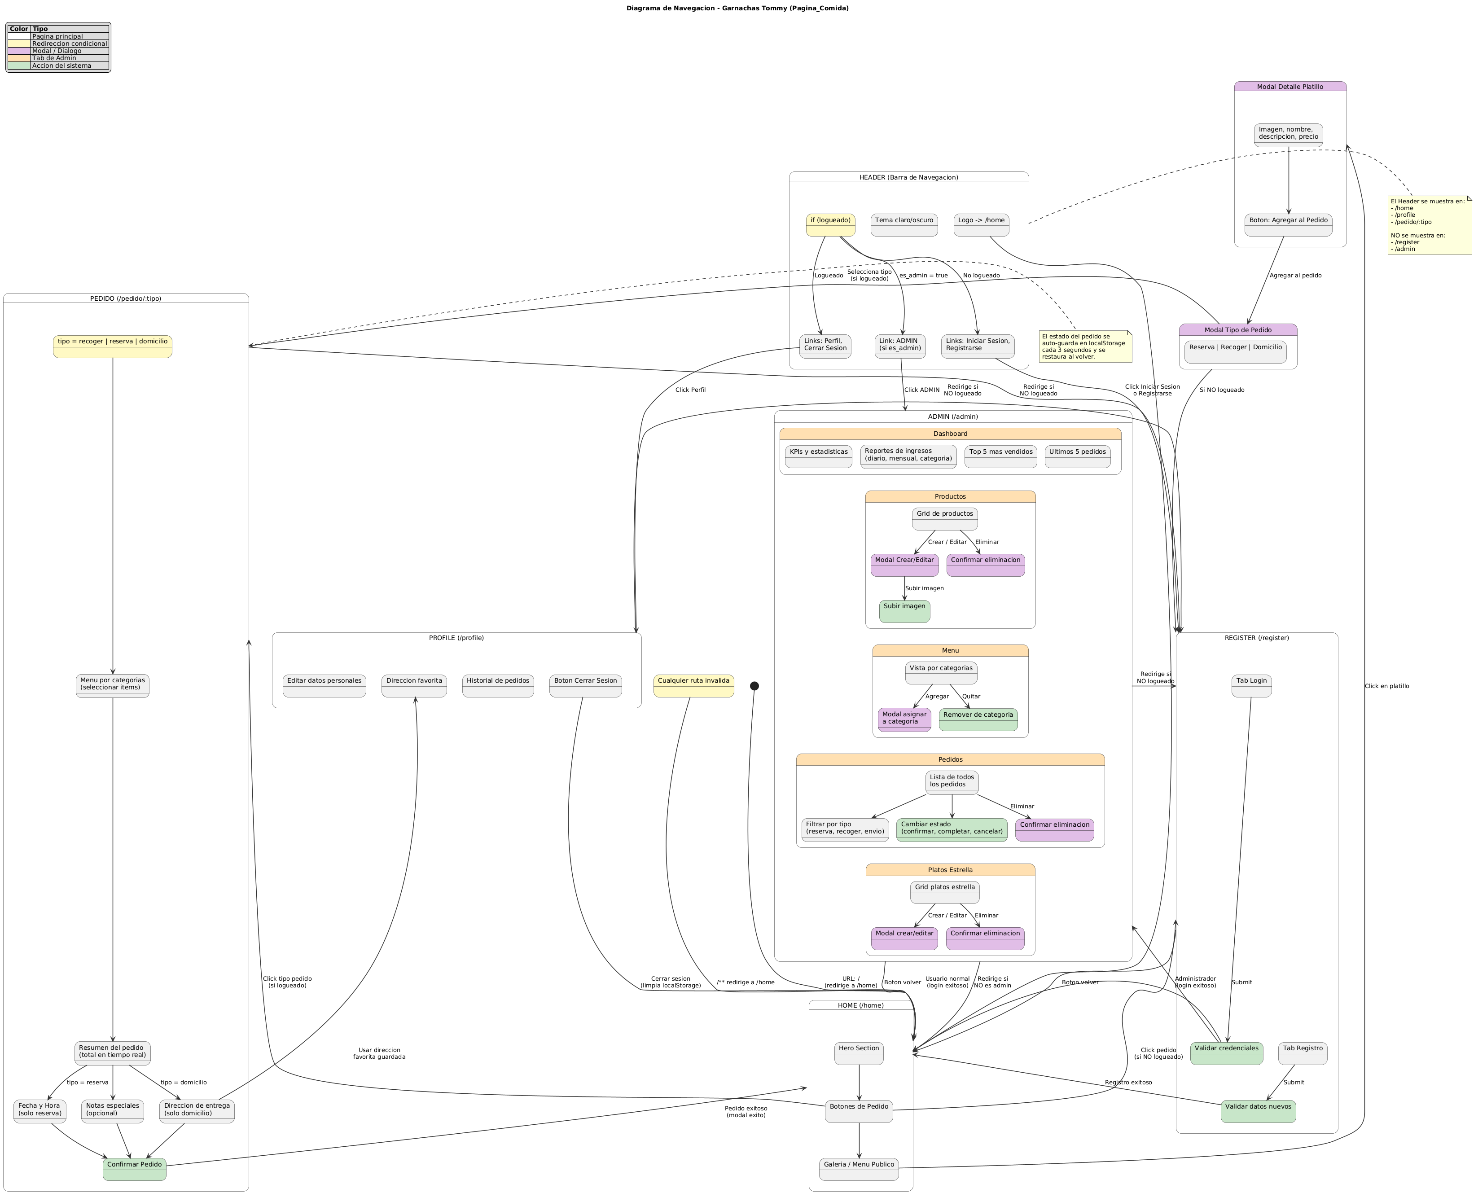 Diagrama de Navegacion - Garnachas Tommy (Pagina_Comida)
Color Tipo
Pagina principal
Redireccion condicional
Modal / Dialogo
Tab de Admin
Accion del sistema
Modal Detalle Platillo
Imagen, nombre,
descripcion, precio
Boton: Agregar al Pedido
Agregar al pedido
Modal Tipo de Pedido
Reserva | Recoger | Domicilio
Si NO logueado
El Header se muestra en:
- /home
- /profile
- /pedido/:tipo
NO se muestra en:
- /register
- /admin
HEADER (Barra de Navegacion)
if (logueado)
Tema claro/oscuro
Logo -> /home
Logueado
Selecciona tipo
(si logueado)
es_admin = true
No logueado
Links: Perfil,
Cerrar Sesion
Link: ADMIN
(si es_admin)
Links: Iniciar Sesion,
Registrarse
El estado del pedido se
auto-guarda en localStorage
cada 3 segundos y se
restaura al volver.
Click Perfil
Click ADMIN
Redirige si
NO logueado
Redirige si
NO logueado
Click Iniciar Sesion
o Registrarse
PEDIDO (/pedido/:tipo)
tipo = recoger | reserva | domicilio
Menu por categorias
(seleccionar items)
Resumen del pedido
(total en tiempo real)
tipo = reserva
tipo = domicilio
Fecha y Hora
(solo reserva)
Notas especiales
(opcional)
Direccion de entrega
(solo domicilio)
Confirmar Pedido
Click tipo pedido
(si logueado)
Usar direccion
favorita guardada
Pedido exitoso
(modal exito)
PROFILE (/profile)
Editar datos personales
Direccion favorita
Historial de pedidos
Boton Cerrar Sesion
Cualquier ruta invalida
Cerrar sesion
(limpia localStorage)
/** redirige a /home
URL: /
(redirige a /home)
Boton volver
Usuario normal
(login exitoso)
Redirige si
NO es admin
Boton volver
Administrador
(login exitoso)
ADMIN (/admin)
Dashboard
KPIs y estadisticas
Reportes de ingresos
(diario, mensual, categoria)
Top 5 mas vendidos
Ultimos 5 pedidos
Productos
Grid de productos
Crear / Editar
Eliminar
Modal Crear/Editar
Confirmar eliminacion
Subir imagen
Subir imagen
Menu
Vista por categorias
Agregar
Quitar
Modal asignar
a categoria
Remover de categoria
Pedidos
Lista de todos
los pedidos
Eliminar
Filtrar por tipo
(reserva, recoger, envio)
Cambiar estado
(confirmar, completar, cancelar)
Confirmar eliminacion
Platos Estrella
Grid platos estrella
Crear / Editar
Eliminar
Modal crear/editar
Confirmar eliminacion
Redirige si
NO logueado
REGISTER (/register)
Tab Login
Submit
Validar credenciales
Tab Registro
Submit
Validar datos nuevos
Click en platillo
HOME (/home)
Hero Section
Botones de Pedido
Galeria / Menu Publico
Click pedido
(si NO logueado)
Registro exitoso